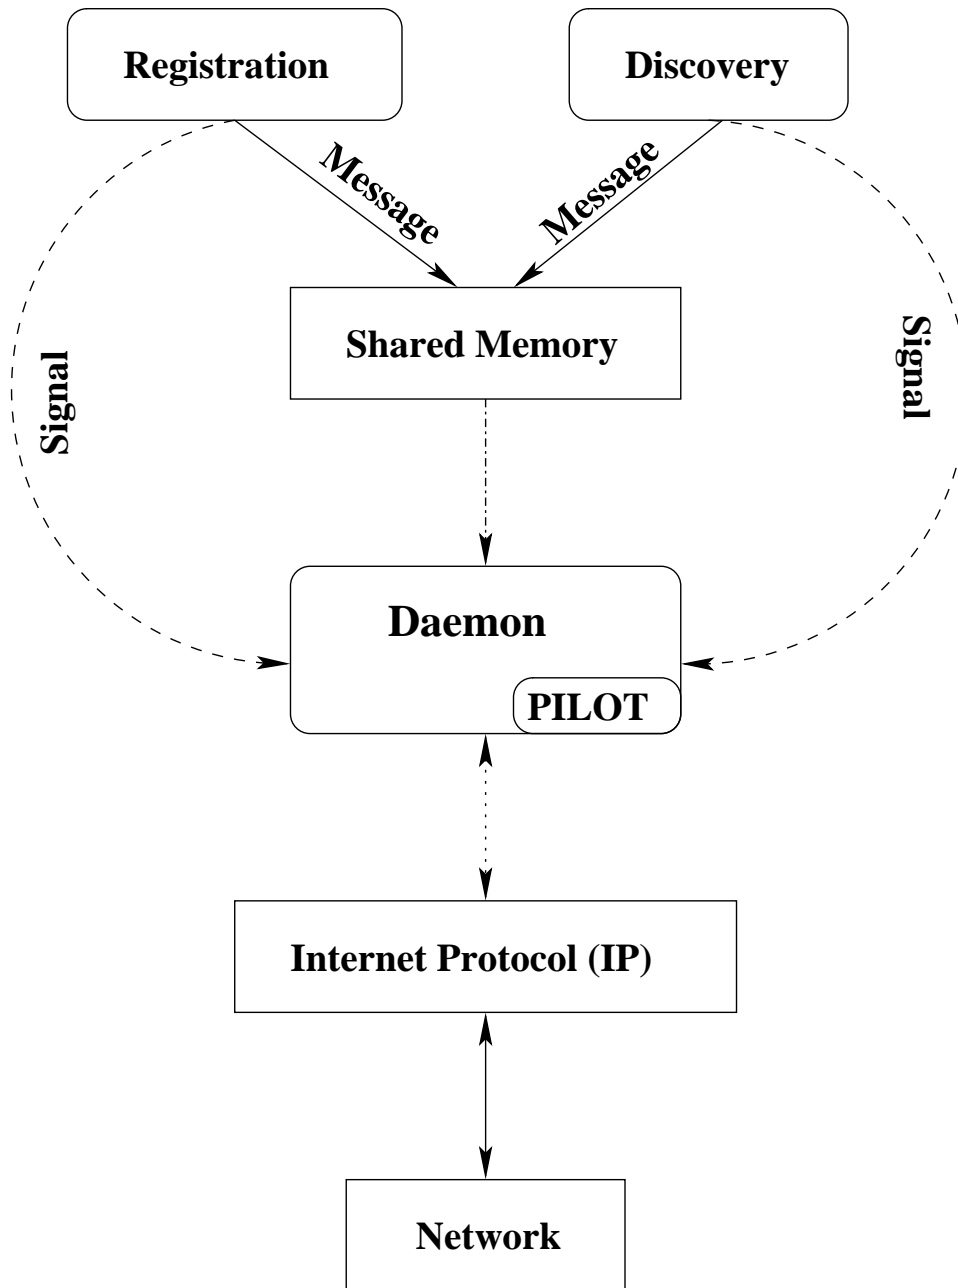 Registration
Discovery
Message
Message
Shared Memory
Signal
Signal
Daemon
PILOT
Internet Protocol (IP)
Network